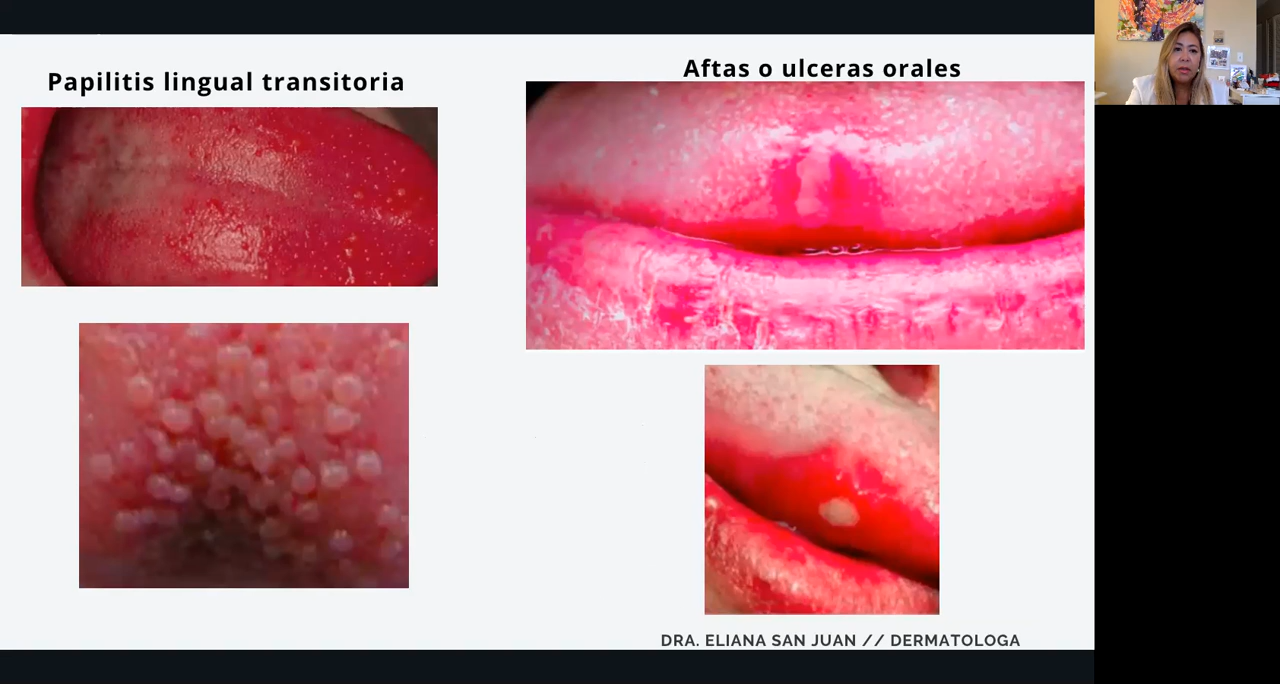 Papilitis lingual transitoria
Aftas o ulceras orales
DRA. ELIANA SAN JUAN // DERMATOLOGA